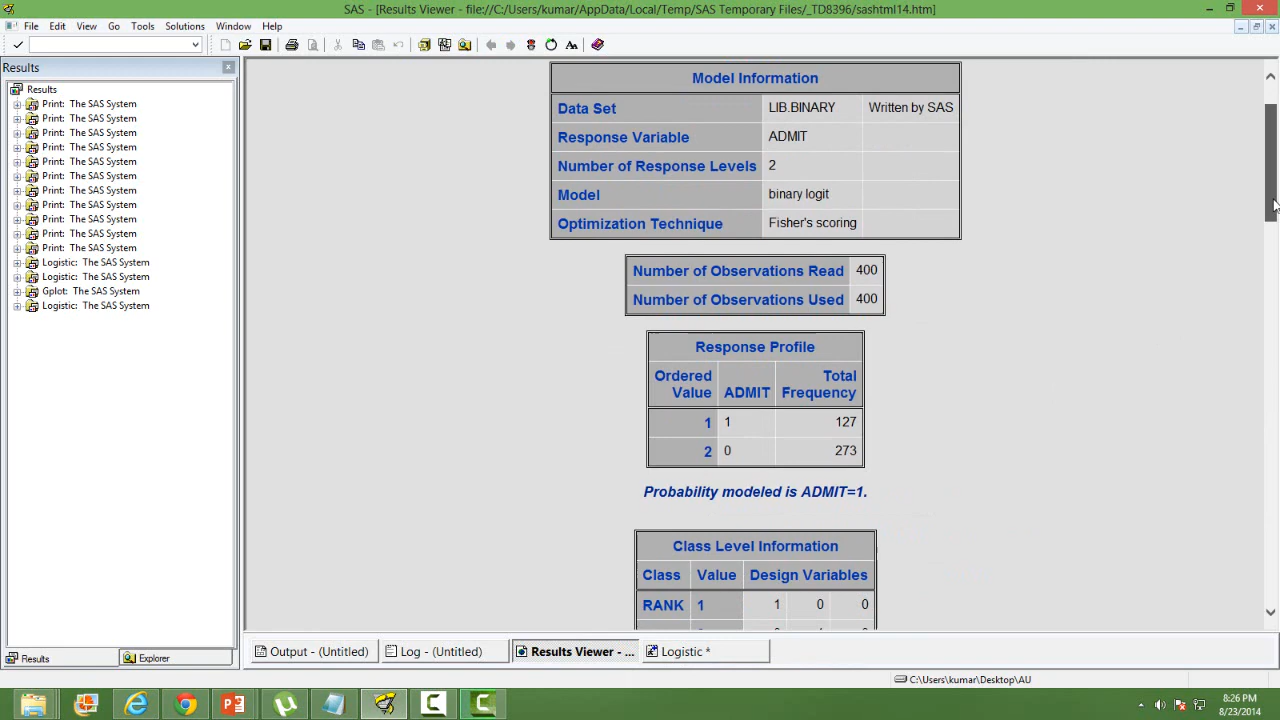 SAS - [Results Viewer - file://C:/Users/kumar/AppData/Local/Temp/SAS Temporary Files/_TD8396/sashtml14.htm]
File Edit View Go Tools Solutions Window Help
Results
Results
Print: The SAS System
Print: The SAS System
Print: The SAS System
Print: The SAS System
Print: The SAS System
Print: The SAS System
Print: The SAS System
Print: The SAS System
Print: The SAS System
Print: The SAS System
Print: The SAS System
Logistic: The SAS System
Logistic: The SAS System
Gplot: The SAS System
Logistic: The SAS System
Results Explorer
Model Information
Data Set LIB.BINARY Written by SAS
Response Variable ADMIT
Number of Response Levels 2
Model binary logit
Optimization Technique Fisher's scoring
Number of Observations Read 400
Number of Observations Used 400
Response Profile
Ordered Value ADMIT Total Frequency
1 1 127
2 0 273
Probability modeled is ADMIT=1.
Class Level Information
Class Value Design Variables
RANK 1 1 0 0
Output - (Untitled) Log - (Untitled) Results Viewer - ... Logistic *
C:\Users\kumar\Desktop\AU
8:26 PM
8/23/2014